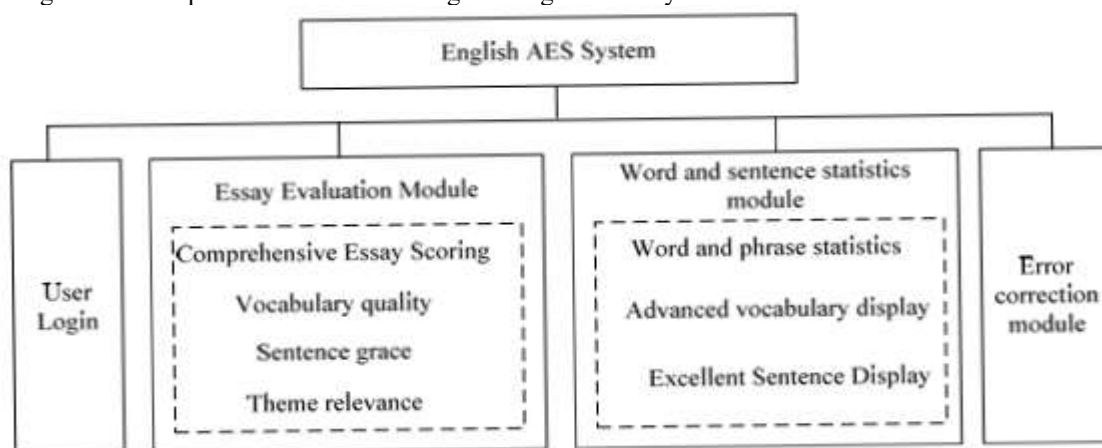 English AES System
User
Login
Essay Evaluation Module
Comprehensive Essay Scoring
Vocabulary quality
Sentence grace
Theme relevance
Word and sentence statistics
module
Word and phrase statistics
Advanced vocabulary display
Excellent Sentence Display
Error
correction
module